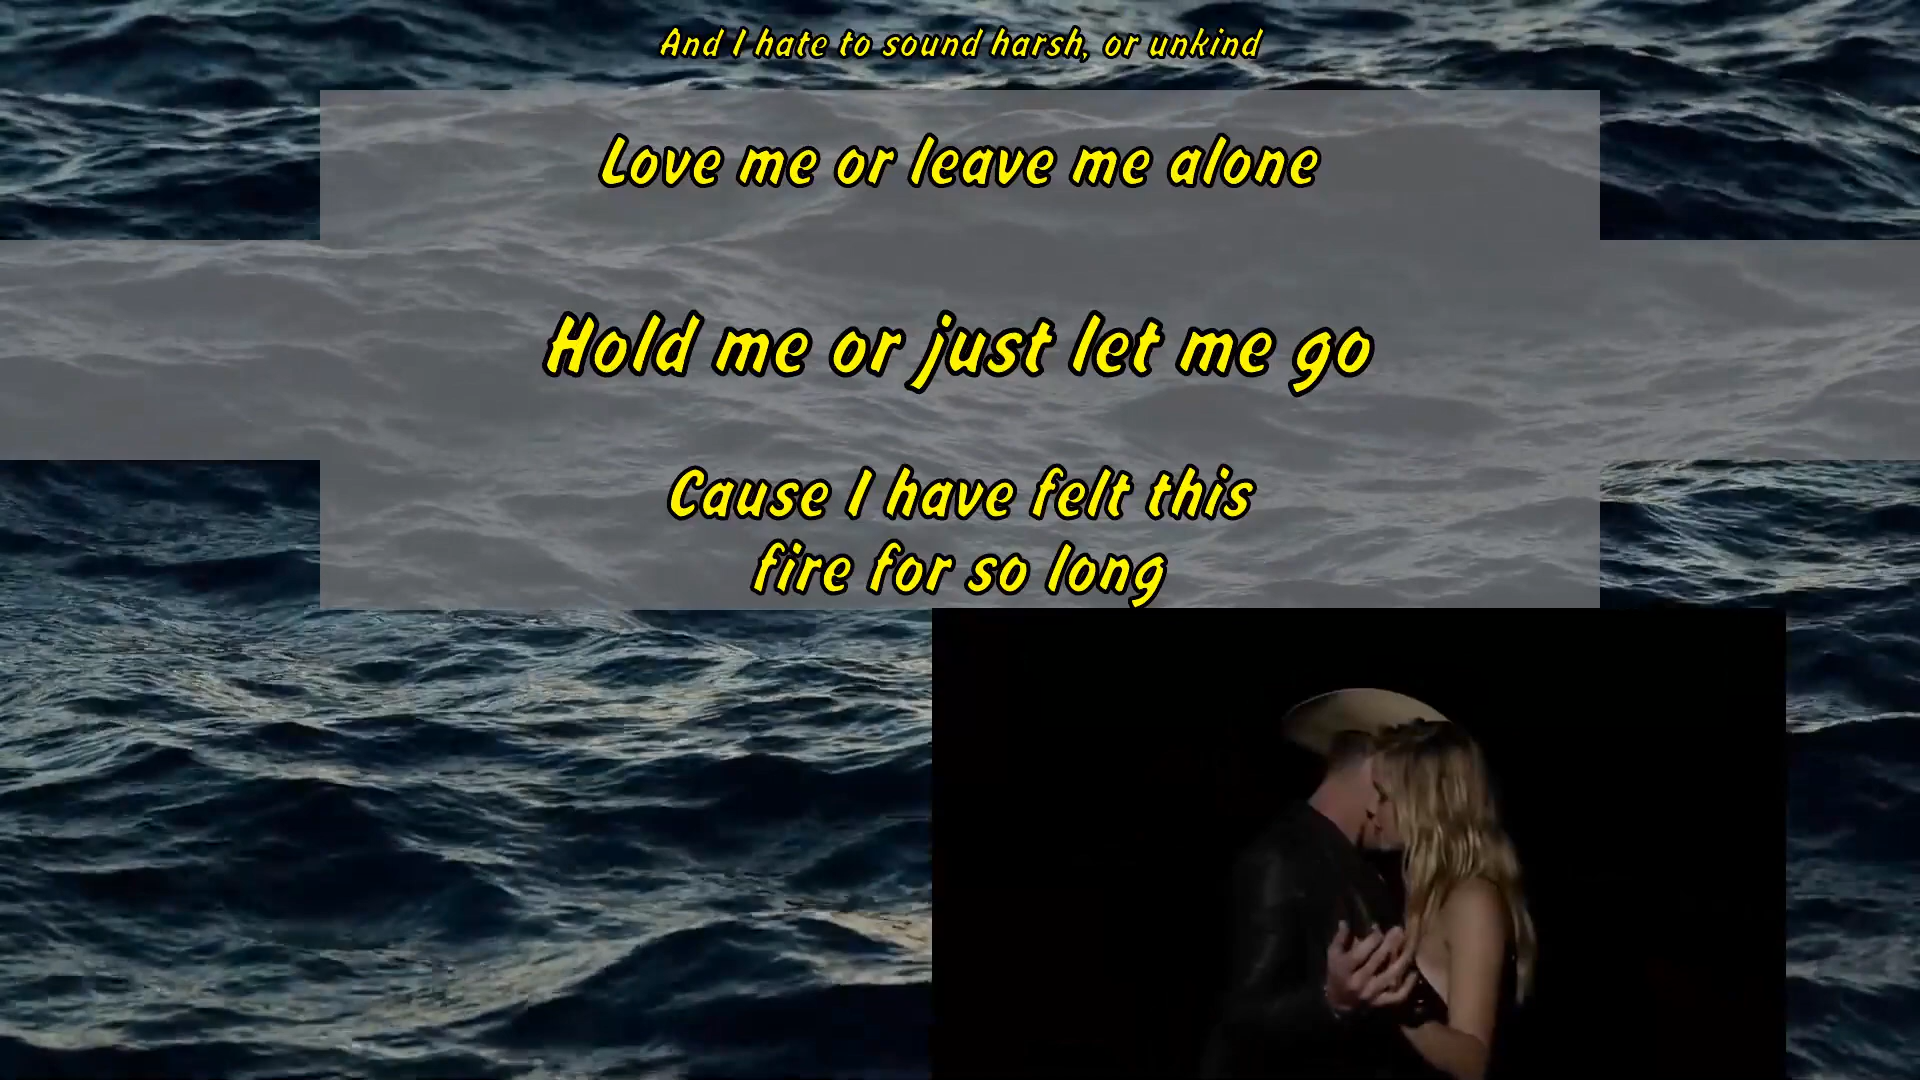 And I hate to sound harsh, or unkind
Love me or leave me alone
Hold me or just let me go
Cause I have felt this
fire for so long